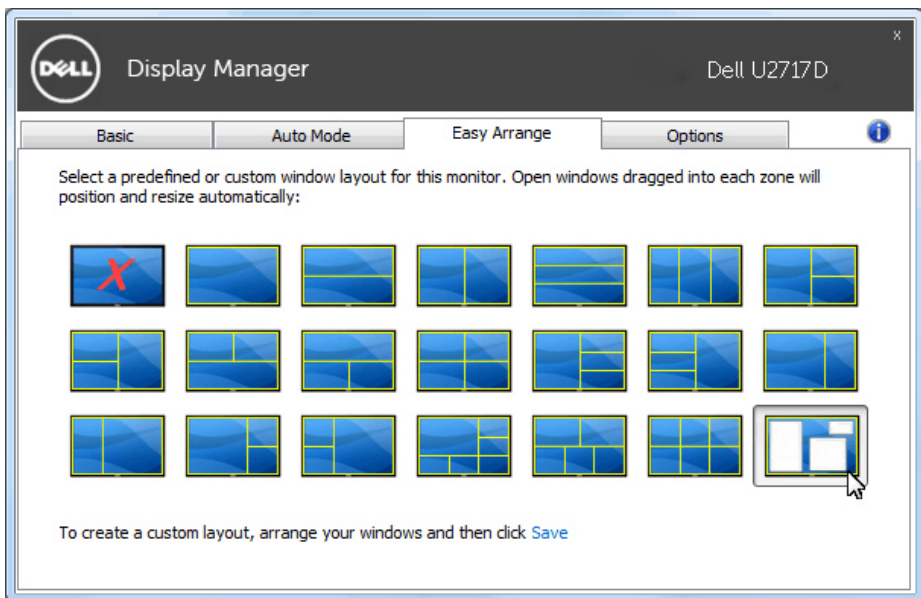 x
DELL
Display Manager
Dell U2717D
Basic
Auto Mode
Easy Arrange
Options
i
Select a predefined or custom window layout for this monitor. Open windows dragged into each zone will
position and resize automatically:
X
To create a custom layout, arrange your windows and then click Save